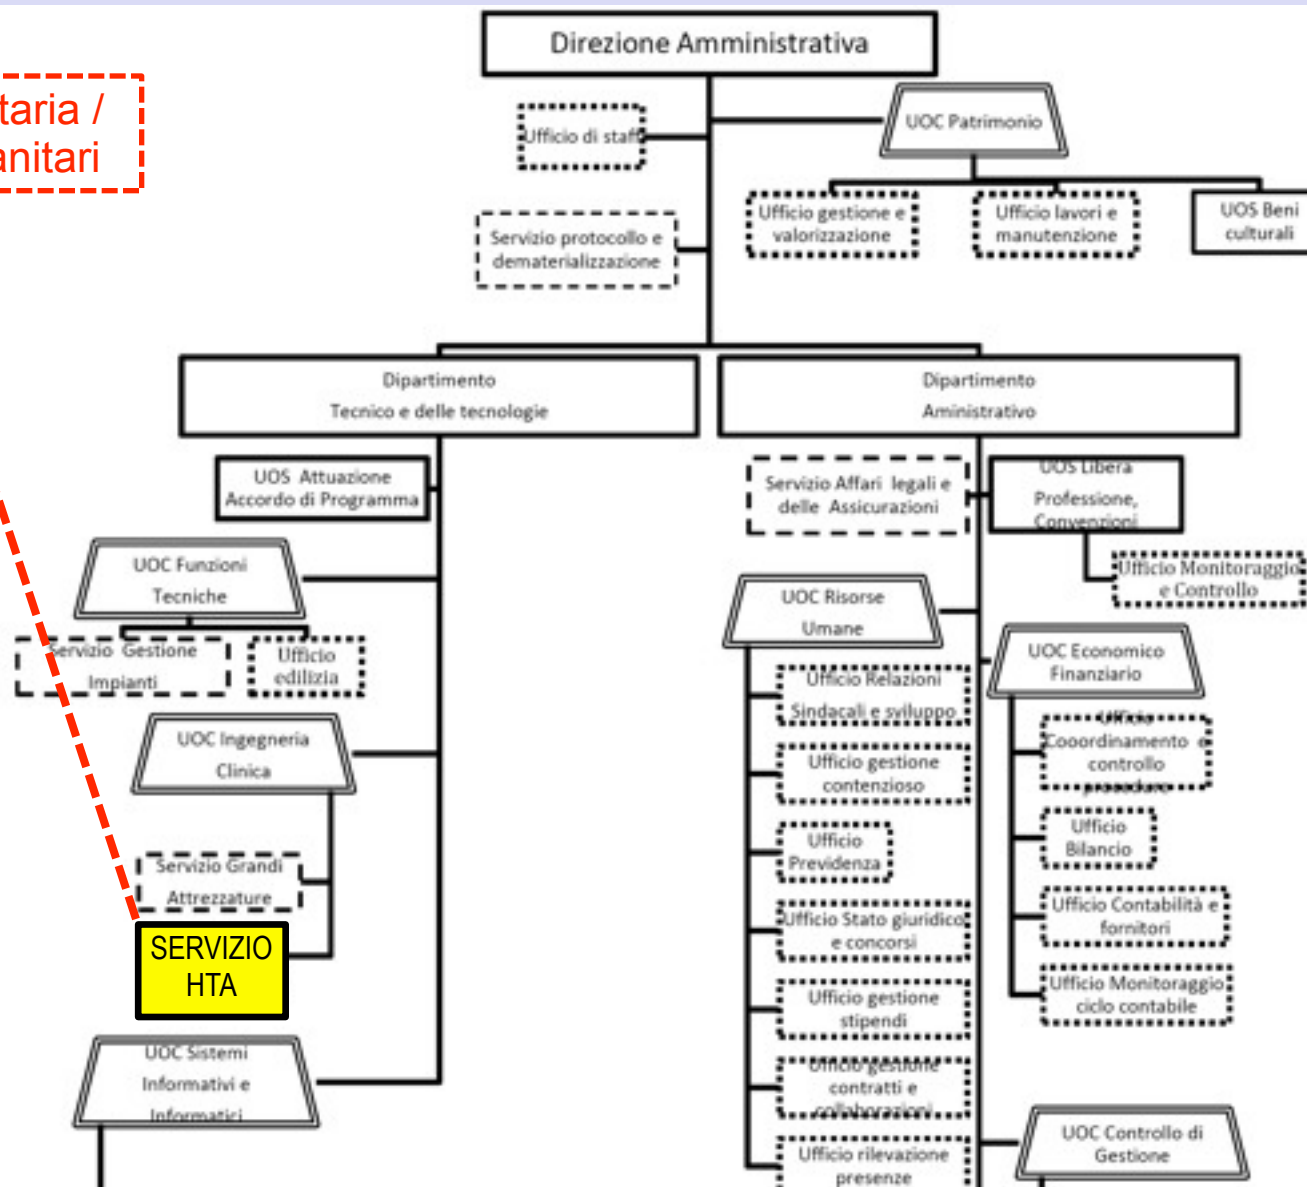 Direzione Amministrativa
taria /
anitari
Ufficio di staff
UOC Patrimonio
Servizio protocollo e
dematerializzazione
Ufficio gestione e
valorizzazione
Ufficio lavori e
manutenzione
UOS Beni
culturali
Dipartimento
Tecnico e delle tecnologie
Dipartimento
Aministrativo
UOS Attuazione
Accordo di Programma
UOC Funzioni
Tecniche
Servizio Gestione
Impianti
Ufficio
edilizia
UOC Ingegneria
Clinica
Servizio Grandi
Attrezzature
SERVIZIO
HTA
UOC Sistemi
Informativi e
Informatici
Servizio Affari legali e
delle Assicurazioni
UOS Libera
Professione,
Convenzioni
Ufficio Monitoraggio
e Controllo
UOC Risorse
Umane
Ufficio Relazioni
Sindacali e sviluppo
Ufficio gestione
contenzioso
Ufficio
Previdenza
Ufficio Stato giuridico
e concorsi
Ufficio gestione
stipendi
Ufficio gestione
contratti e
collaborazioni
Ufficio rilevazione
presenze
UOC Economico
Finanziario
Ufficio
Cooordinamento e
controllo
procedure
Ufficio
Bilancio
Ufficio Contabilità e
fornitori
Ufficio Monitoraggio
ciclo contabile
UOC Controllo di
Gestione